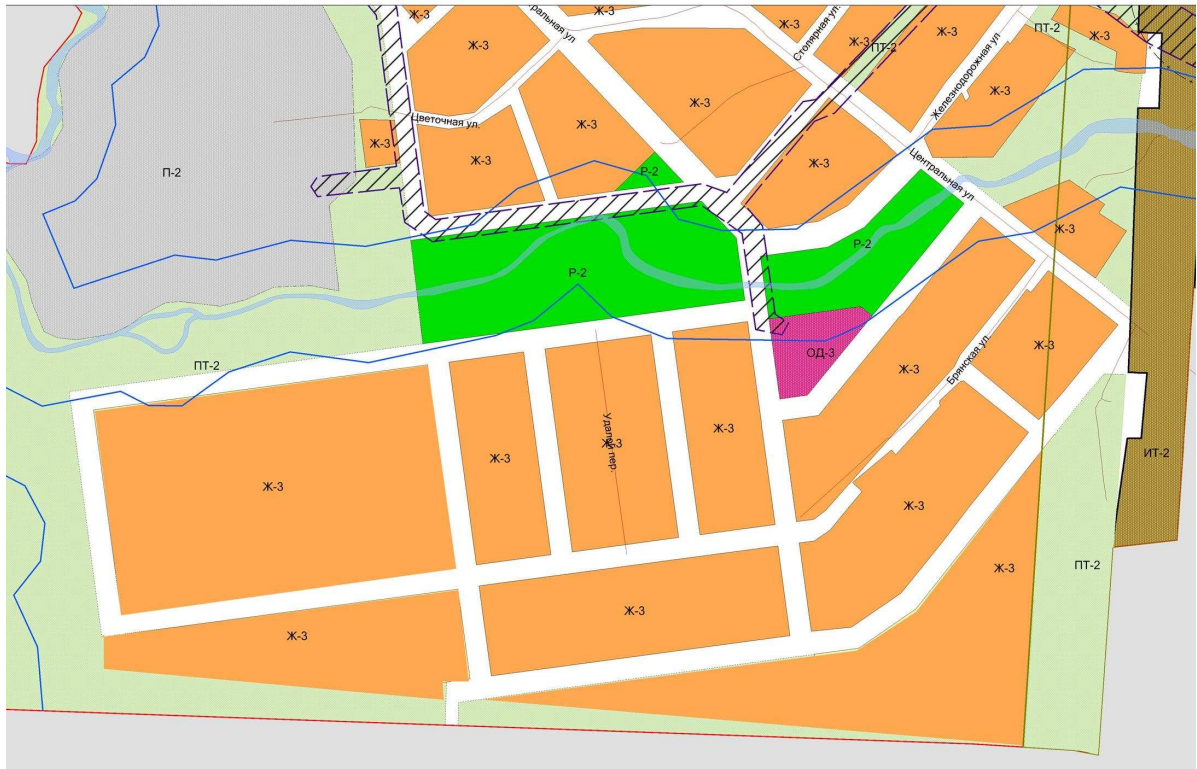 Ж-3
Ж-3
Ж-3
Ж-3
Столярная ул.
Ж-3
ПТ-2
Ж-3
Железнодорожная ул
ПТ-2
Ж-3
Ж-3
Ж-3
Ж-3
Цветочная ул.
Ж-3
Ж-3
Ж-3
Центральная ул
П-2
Р-2
Ж-3
Р-2
Р-2
ПТ-2
ОД-3
Ж-3
Брянская ул.
Ж-3
Ж-3
Удалой пер.
Ж-3
Ж-3
ИТ-2
Ж-3
Ж-3
Ж-3
ПТ-2
Ж-3
Ж-3
Ж-3